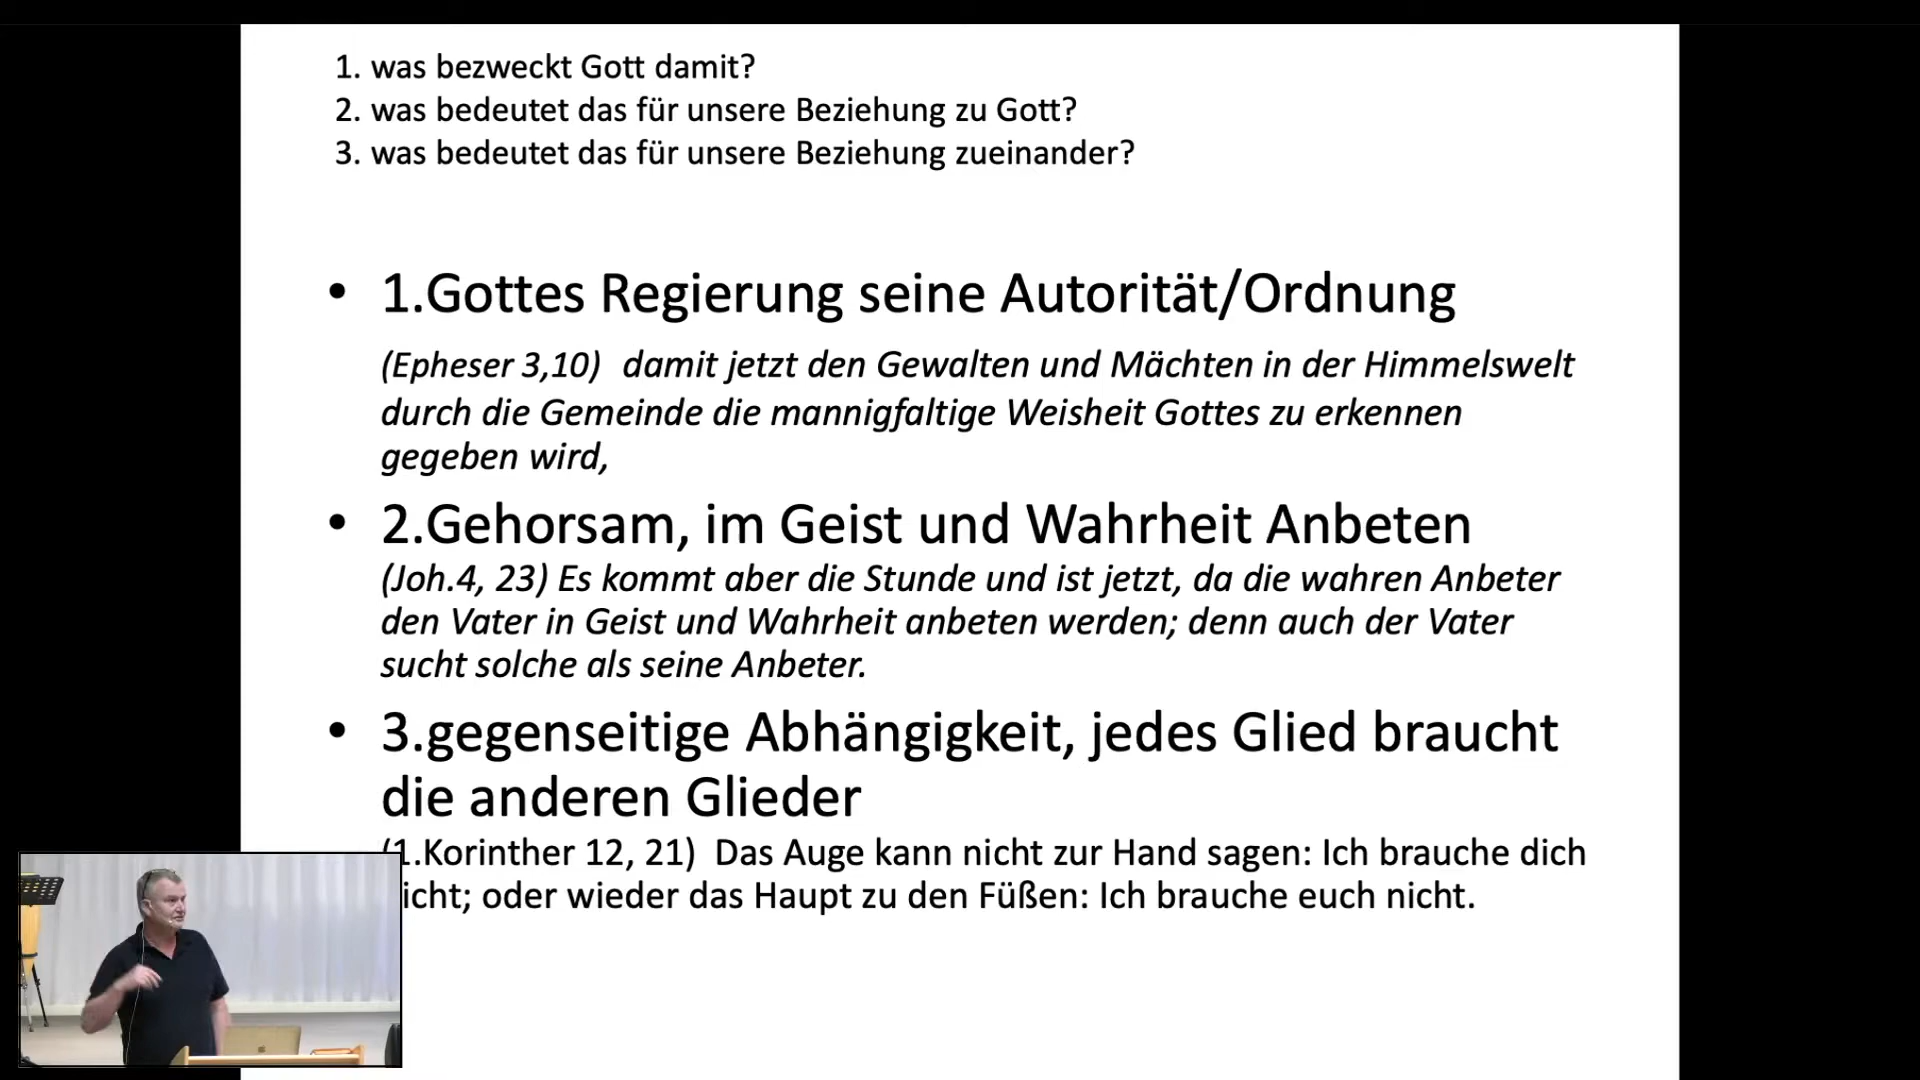 1. was bezweckt Gott damit?
2. was bedeutet das für unsere Beziehung zu Gott?
3. was bedeutet das für unsere Beziehung zueinander?
• 1.Gottes Regierung seine Autorität/Ordnung
(Epheser 3,10) damit jetzt den Gewalten und Mächten in der Himmelswelt
durch die Gemeinde die mannigfaltige Weisheit Gottes zu erkennen
gegeben wird,
• 2.Gehorsam, im Geist und Wahrheit Anbeten
(Joh.4, 23) Es kommt aber die Stunde und ist jetzt, da die wahren Anbeter
den Vater in Geist und Wahrheit anbeten werden; denn auch der Vater
sucht solche als seine Anbeter.
• 3.gegenseitige Abhängigkeit, jedes Glied braucht
die anderen Glieder
(1.Korinther 12, 21) Das Auge kann nicht zur Hand sagen: Ich brauche dich
icht; oder wieder das Haupt zu den Füßen: Ich brauche euch nicht.